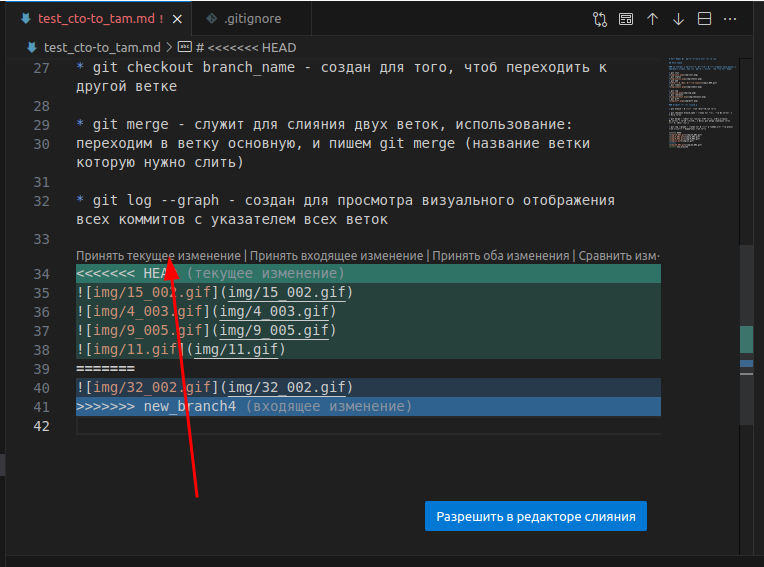 test_cto-to_tam.md !
.gitignore
test_cto-to_tam.md > # <<<<<<< HEAD
27 * git checkout branch_name - создан для того, чтоб переходить к
другой ветке
28
29 * git merge - служит для слияния двух веток, использование:
30 переходим в ветку основную, и пишем git merge (название ветки
которую нужно слить)
31
32 * git log --graph - создан для просмотра визуального отображения
всех коммитов с указателем всех веток
33
Принять текущее изменение | Принять входящее изменение | Принять оба изменения | Сравнить изм-
34 <<<<<<< HEAD (текущее изменение)
35 ![img/15_002.gif](img/15_002.gif)
36 ![img/4_003.gif](img/4_003.gif)
37 ![img/9_005.gif](img/9_005.gif)
38 ![img/11.gif](img/11.gif)
39 =======
40 ![img/32_002.gif](img/32_002.gif)
41 >>>>>>> new_branch4 (входящее изменение)
42
Разрешить в редакторе слияния